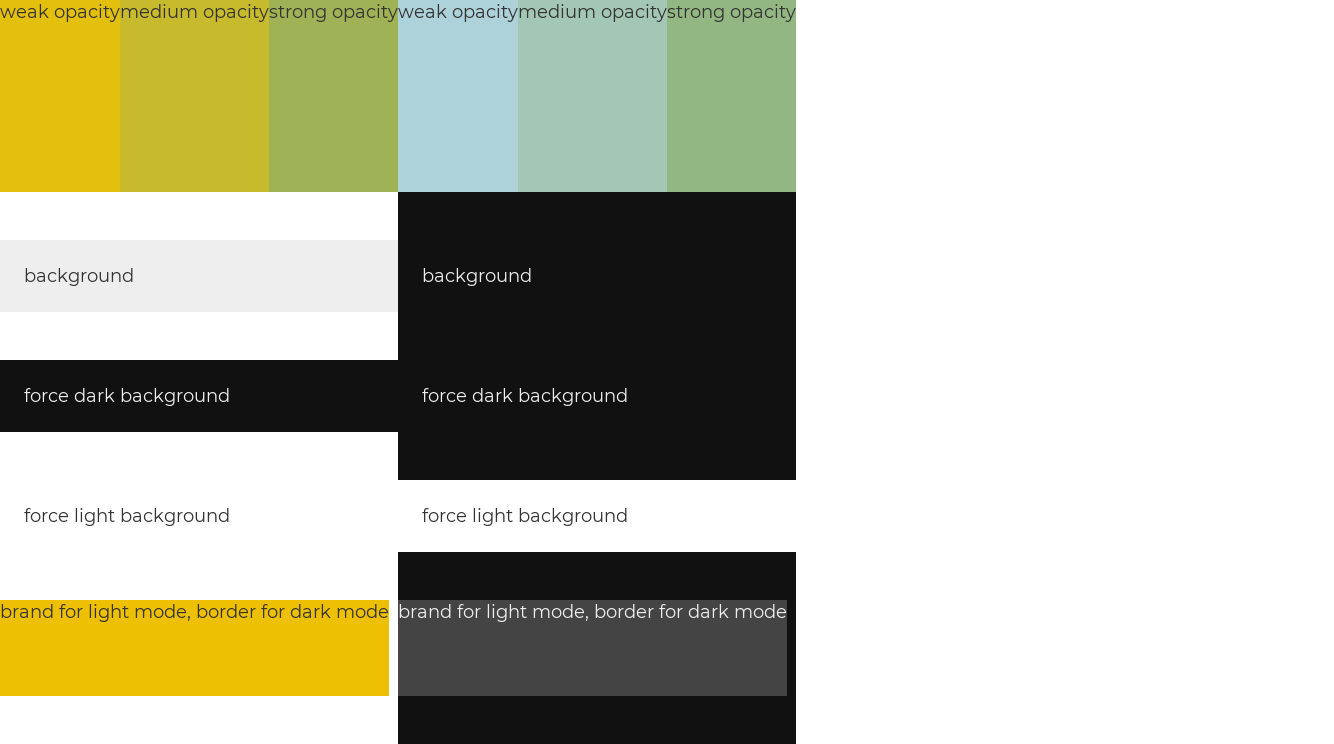 weak opacity medium opacity strong opacity weak opacity medium opacity strong opacity
background background
force dark background force dark background
force light background force light background
brand for light mode, border for dark mode brand for light mode, border for dark mode